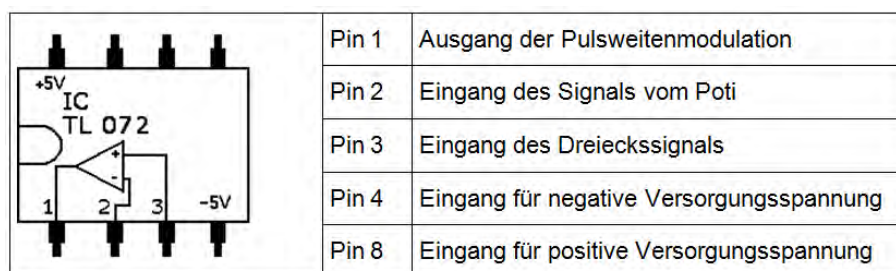 +5V
IC
TL 072
+
-
1 2 3 -5V
Pin 1 Ausgang der Pulsweitenmodulation
Pin 2 Eingang des Signals vom Poti
Pin 3 Eingang des Dreieckssignals
Pin 4 Eingang für negative Versorgungsspannung
Pin 8 Eingang für positive Versorgungsspannung